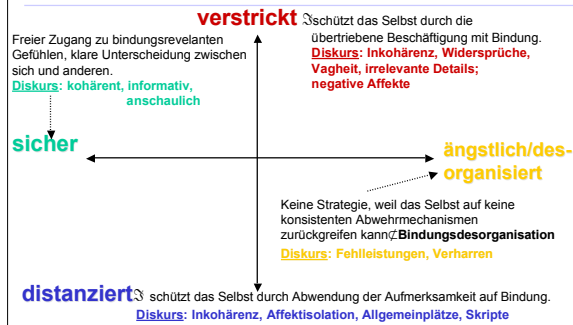 verstrickt ℑschützt das Selbst durch die
übertriebene Beschäftigung mit Bindung.
Diskurs: Inkohärenz, Widersprüche,
Vagheit, irrelevante Details;
negative Affekte
Freier Zugang zu bindungsrevelanten
Gefühlen, klare Unterscheidung zwischen
sich und anderen.
Diskurs: kohärent, informativ,
anschaulich
sicher
ängstlich/des-
organisiert
Keine Strategie, weil das Selbst auf keine
konsistenten Abwehrmechanismen
zurückgreifen kann⊄Bindungsdesorganisation
Diskurs: Fehlleistungen, Verharren
distanziertℑ schützt das Selbst durch Abwendung der Aufmerksamkeit auf Bindung.
Diskurs: Inkohärenz, Affektisolation, Allgemeinplätze, Skripte